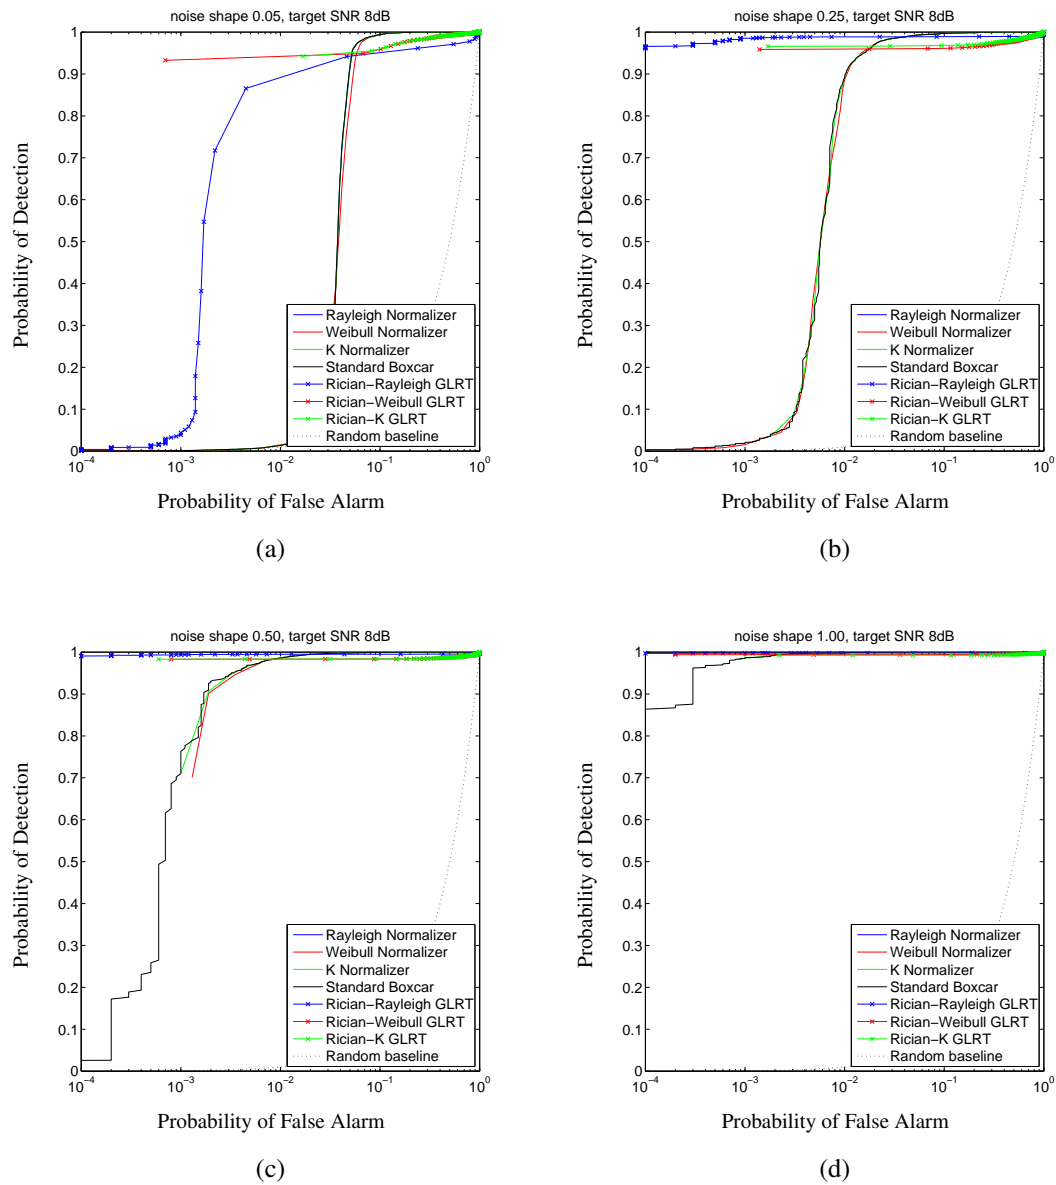 noise shape 0.05, target SNR 8dB
1
0.9
0.8
0.7
0.6
0.5
0.4
0.3
0.2
0.1
0
Probability of Detection
Rayleigh Normalizer
Weibull Normalizer
K Normalizer
Standard Boxcar
Rician−Rayleigh GLRT
Rician−Weibull GLRT
Rician−K GLRT
Random baseline
10−4 10−3 10−2 10−1 100
Probability of False Alarm
(a)
noise shape 0.25, target SNR 8dB
1
0.9
0.8
0.7
0.6
0.5
0.4
0.3
0.2
0.1
0
Probability of Detection
Rayleigh Normalizer
Weibull Normalizer
K Normalizer
Standard Boxcar
Rician−Rayleigh GLRT
Rician−Weibull GLRT
Rician−K GLRT
Random baseline
10−4 10−3 10−2 10−1 100
Probability of False Alarm
(b)
noise shape 0.50, target SNR 8dB
1
0.9
0.8
0.7
0.6
0.5
0.4
0.3
0.2
0.1
0
Probability of Detection
Rayleigh Normalizer
Weibull Normalizer
K Normalizer
Standard Boxcar
Rician−Rayleigh GLRT
Rician−Weibull GLRT
Rician−K GLRT
Random baseline
10−4 10−3 10−2 10−1 100
Probability of False Alarm
(c)
noise shape 1.00, target SNR 8dB
1
0.9
0.8
0.7
0.6
0.5
0.4
0.3
0.2
0.1
0
Probability of Detection
Rayleigh Normalizer
Weibull Normalizer
K Normalizer
Standard Boxcar
Rician−Rayleigh GLRT
Rician−Weibull GLRT
Rician−K GLRT
Random baseline
10−4 10−3 10−2 10−1 100
Probability of False Alarm
(d)